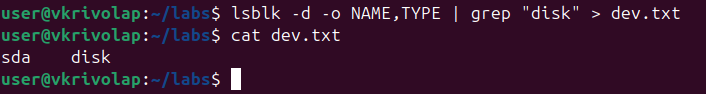 user@vkrivolap:~/labs$ lsblk -d -o NAME,TYPE | grep "disk" > dev.txt
user@vkrivolap:~/labs$ cat dev.txt
sda    disk
user@vkrivolap:~/labs$